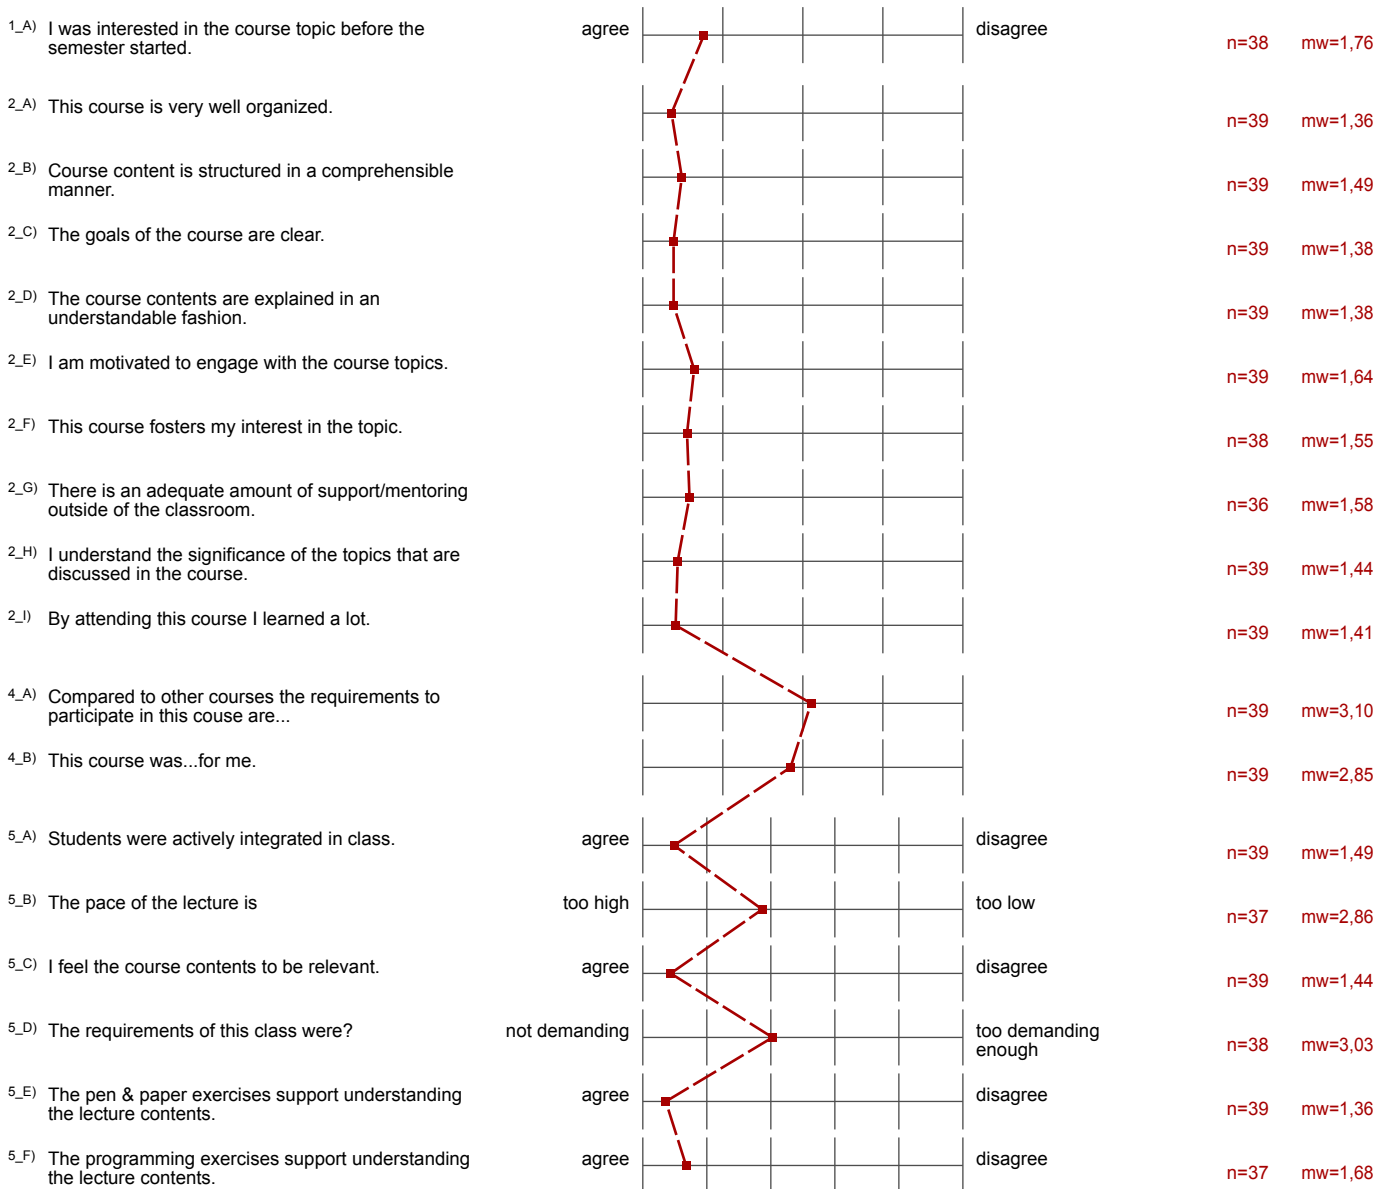 1_A) I was interested in the course topic before the semester started. agree disagree n=38 mw=1,76
2_A) This course is very well organized. n=39 mw=1,36
2_B) Course content is structured in a comprehensible manner. n=39 mw=1,49
2_C) The goals of the course are clear. n=39 mw=1,38
2_D) The course contents are explained in an understandable fashion. n=39 mw=1,38
2_E) I am motivated to engage with the course topics. n=39 mw=1,64
2_F) This course fosters my interest in the topic. n=38 mw=1,55
2_G) There is an adequate amount of support/mentoring outside of the classroom. n=36 mw=1,58
2_H) I understand the significance of the topics that are discussed in the course. n=39 mw=1,44
2_I) By attending this course I learned a lot. n=39 mw=1,41
4_A) Compared to other courses the requirements to participate in this couse are... n=39 mw=3,10
4_B) This course was...for me. n=39 mw=2,85
5_A) Students were actively integrated in class. agree disagree n=39 mw=1,49
5_B) The pace of the lecture is too high too low n=37 mw=2,86
5_C) I feel the course contents to be relevant. agree disagree n=39 mw=1,44
5_D) The requirements of this class were? not demanding too demanding enough n=38 mw=3,03
5_E) The pen & paper exercises support understanding the lecture contents. agree disagree n=39 mw=1,36
5_F) The programming exercises support understanding the lecture contents. agree disagree n=37 mw=1,68